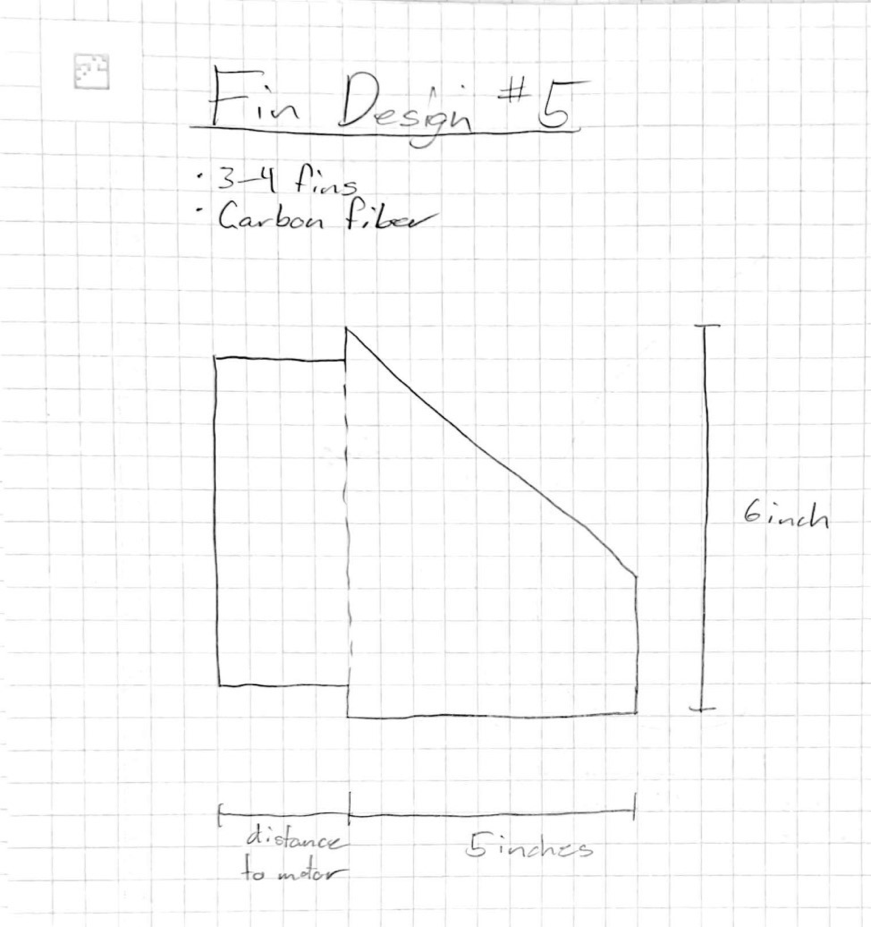 Fin Design #5
· 3-4 fins
· Carbon fiber
6 inch
distance
to motor
5 inches